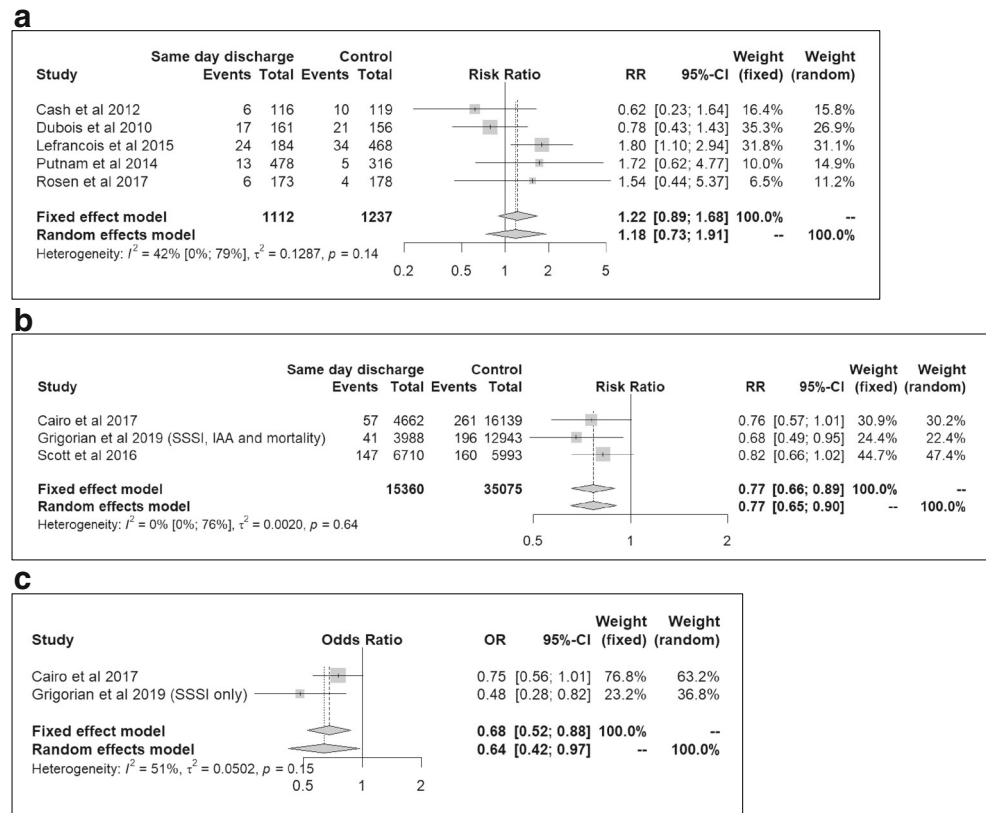 a
Same day discharge Control Weight Weight
Study Events Total Events Total Risk Ratio RR 95%-CI (fixed) (random)
Cash et al 2012 6 116 10 119 0.62 [0.23; 1.64] 16.4% 15.8%
Dubois et al 2010 17 161 21 156 0.78 [0.43; 1.43] 35.3% 26.9%
Lefrancois et al 2015 24 184 34 468 1.80 [1.10; 2.94] 31.8% 31.1%
Putnam et al 2014 13 478 5 316 1.72 [0.62; 4.77] 10.0% 14.9%
Rosen et al 2017 6 173 4 178 1.54 [0.44; 5.37] 6.5% 11.2%
Fixed effect model 1112 1237 1.22 [0.89; 1.68] 100.0% --
Random effects model 1.18 [0.73; 1.91] -- 100.0%
Heterogeneity: I² = 42% [0%; 79%], τ² = 0.1287, p = 0.14
0.2 0.5 1 2 5
b
Same day discharge Control Weight Weight
Study Events Total Events Total Risk Ratio RR 95%-CI (fixed) (random)
Cairo et al 2017 57 4662 261 16139 0.76 [0.57; 1.01] 30.9% 30.2%
Grigorian et al 2019 (SSSI, IAA and mortality) 41 3988 196 12943 0.68 [0.49; 0.95] 24.4% 22.4%
Scott et al 2016 147 6710 160 5993 0.82 [0.66; 1.02] 44.7% 47.4%
Fixed effect model 15360 35075 0.77 [0.66; 0.89] 100.0% --
Random effects model 0.77 [0.65; 0.90] -- 100.0%
Heterogeneity: I² = 0% [0%; 76%], τ² = 0.0020, p = 0.64
0.5 1 2
c
Weight Weight
Study Odds Ratio OR 95%-CI (fixed) (random)
Cairo et al 2017 0.75 [0.56; 1.01] 76.8% 63.2%
Grigorian et al 2019 (SSSI only) 0.48 [0.28; 0.82] 23.2% 36.8%
Fixed effect model 0.68 [0.52; 0.88] 100.0% --
Random effects model 0.64 [0.42; 0.97] -- 100.0%
Heterogeneity: I² = 51%, τ² = 0.0502, p = 0.15
0.5 1 2